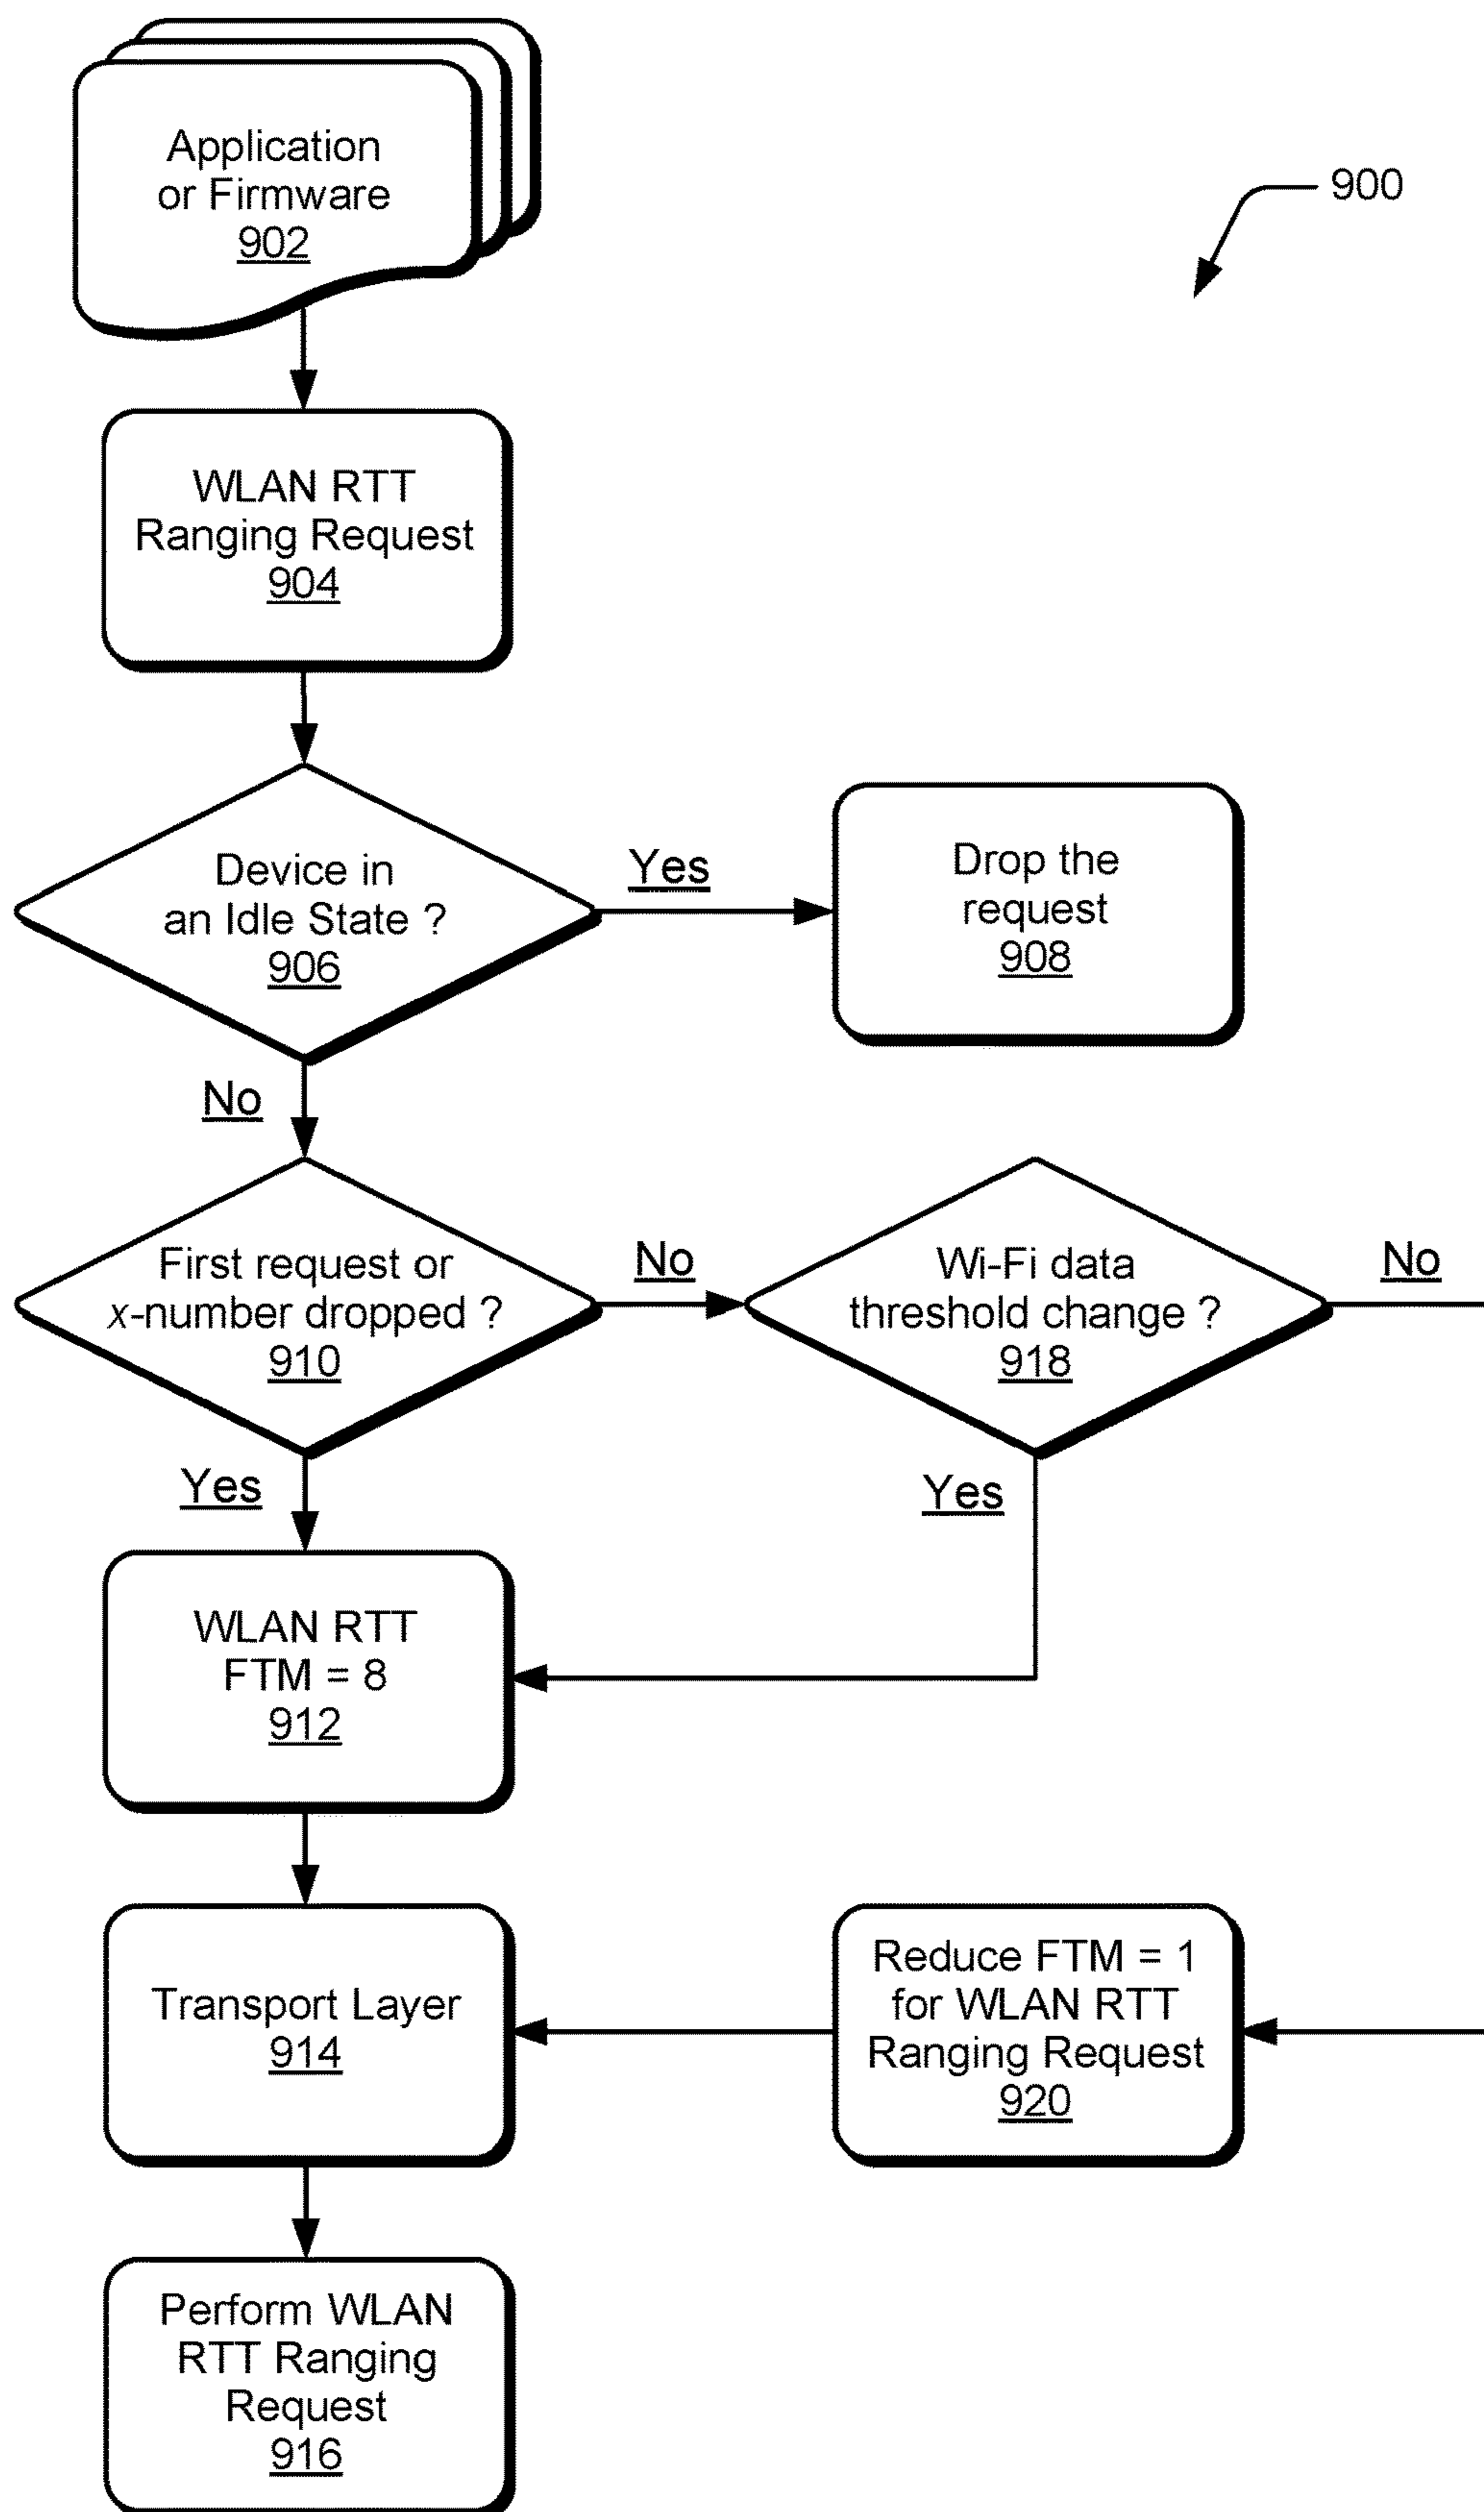 Application
or Firmware
902
900
WLAN RTT
Ranging Request
904
Device in
an Idle State ?
906
Yes
Drop the
request
908
No
First request or
x-number dropped ?
910
No
Wi-Fi data
threshold change ?
918
No
Yes
Yes
WLAN RTT
FTM = 8
912
Transport Layer
914
Reduce FTM = 1
for WLAN RTT
Ranging Request
920
Perform WLAN
RTT Ranging
Request
916